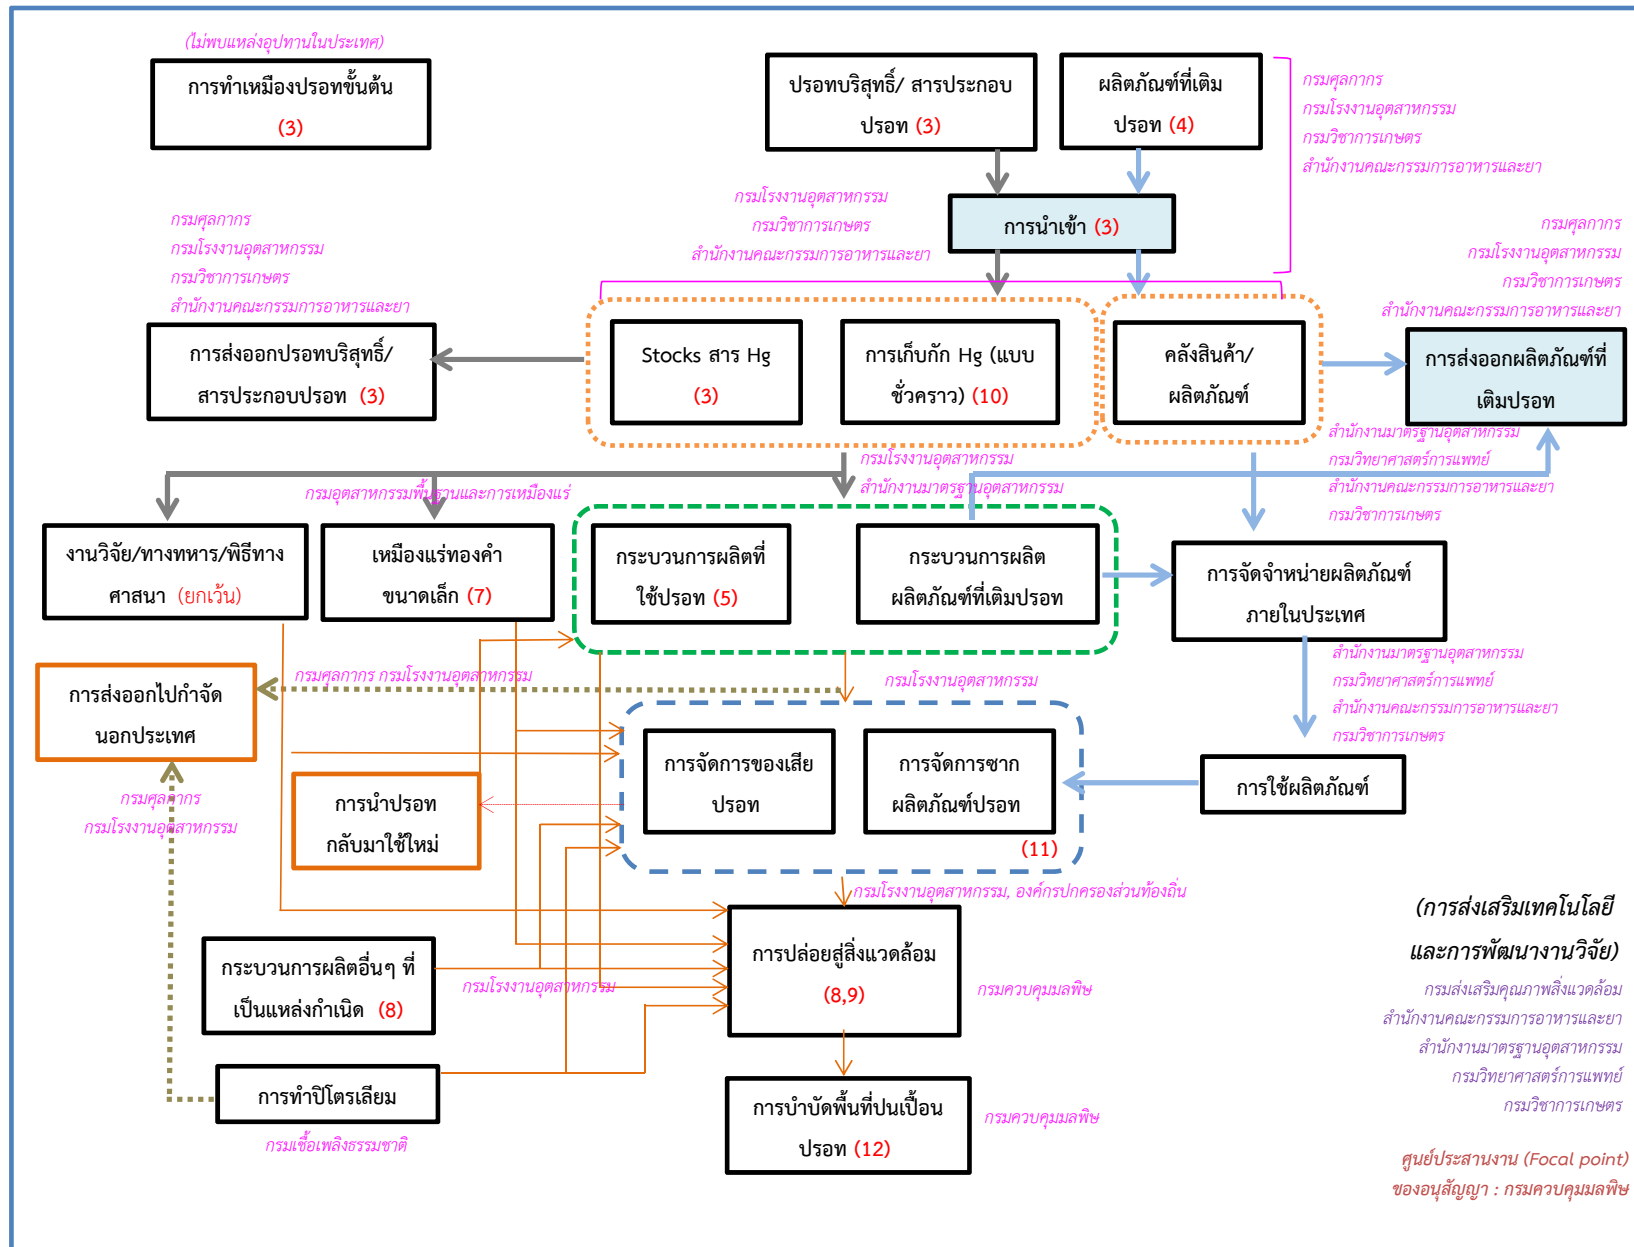 (ไม่พบแหล่งอุปทานในประเทศ)
การทำเหมืองปรอทขั้นต้น
(3)
ปรอทบริสุทธิ์/ สารประกอบ
ปรอท (3)
ผลิตภัณฑ์ที่เติม
ปรอท (4)
กรมศุลกากร
กรมโรงงานอุตสาหกรรม
กรมวิชาการเกษตร
สำนักงานคณะกรรมการอาหารและยา
กรมโรงงานอุตสาหกรรม
กรมวิชาการเกษตร
สำนักงานคณะกรรมการอาหารและยา
การนำเข้า (3)
กรมศุลกากร
กรมโรงงานอุตสาหกรรม
กรมวิชาการเกษตร
สำนักงานคณะกรรมการอาหารและยา
กรมศุลกากร
กรมโรงงานอุตสาหกรรม
กรมวิชาการเกษตร
สำนักงานคณะกรรมการอาหารและยา
การส่งออกปรอทบริสุทธิ์/
สารประกอบปรอท (3)
Stocks สาร Hg
(3)
การเก็บกัก Hg (แบบ
ชั่วคราว) (10)
คลังสินค้า/
ผลิตภัณฑ์
การส่งออกผลิตภัณฑ์ที่
เติมปรอท
กรมอุตสาหกรรมพื้นฐานและการเหมืองแร่
กรมโรงงานอุตสาหกรรม
สำนักงานมาตรฐานอุตสาหกรรม
สำนักงานมาตรฐานอุตสาหกรรม
กรมวิทยาศาสตร์การแพทย์
สำนักงานคณะกรรมการอาหารและยา
กรมวิชาการเกษตร
งานวิจัย/ทางทหาร/พิธีทาง
ศาสนา (ยกเว้น)
เหมืองแร่ทองคำ
ขนาดเล็ก (7)
กระบวนการผลิตที่
ใช้ปรอท (5)
กระบวนการผลิต
ผลิตภัณฑ์ที่เติมปรอท
การจัดจำหน่ายผลิตภัณฑ์
ภายในประเทศ
การส่งออกไปกำจัด
นอกประเทศ
กรมศุลกากร กรมโรงงานอุตสาหกรรม
กรมโรงงานอุตสาหกรรม
สำนักงานมาตรฐานอุตสาหกรรม
กรมวิทยาศาสตร์การแพทย์
สำนักงานคณะกรรมการอาหารและยา
กรมวิชาการเกษตร
กรมศุลกากร
กรมโรงงานอุตสาหกรรม
การนำปรอท
กลับมาใช้ใหม่
การจัดการของเสีย
ปรอท
การจัดการซาก
ผลิตภัณฑ์ปรอท
(11)
การใช้ผลิตภัณฑ์
กรมโรงงานอุตสาหกรรม, องค์กรปกครองส่วนท้องถิ่น
กระบวนการผลิตอื่นๆ ที่
เป็นแหล่งกำเนิด (8)
กรมโรงงานอุตสาหกรรม
การปล่อยสู่สิ่งแวดล้อม
(8,9)
กรมควบคุมมลพิษ
การทำปิโตรเลียม
กรมเชื้อเพลิงธรรมชาติ
การบำบัดพื้นที่ปนเปื้อน
ปรอท (12)
กรมควบคุมมลพิษ
(การส่งเสริมเทคโนโลยี
และการพัฒนางานวิจัย)
กรมส่งเสริมคุณภาพสิ่งแวดล้อม
สำนักงานคณะกรรมการอาหารและยา
สำนักงานมาตรฐานอุตสาหกรรม
กรมวิทยาศาสตร์การแพทย์
กรมวิชาการเกษตร
ศูนย์ประสานงาน (Focal point)
ของอนุสัญญา : กรมควบคุมมลพิษ